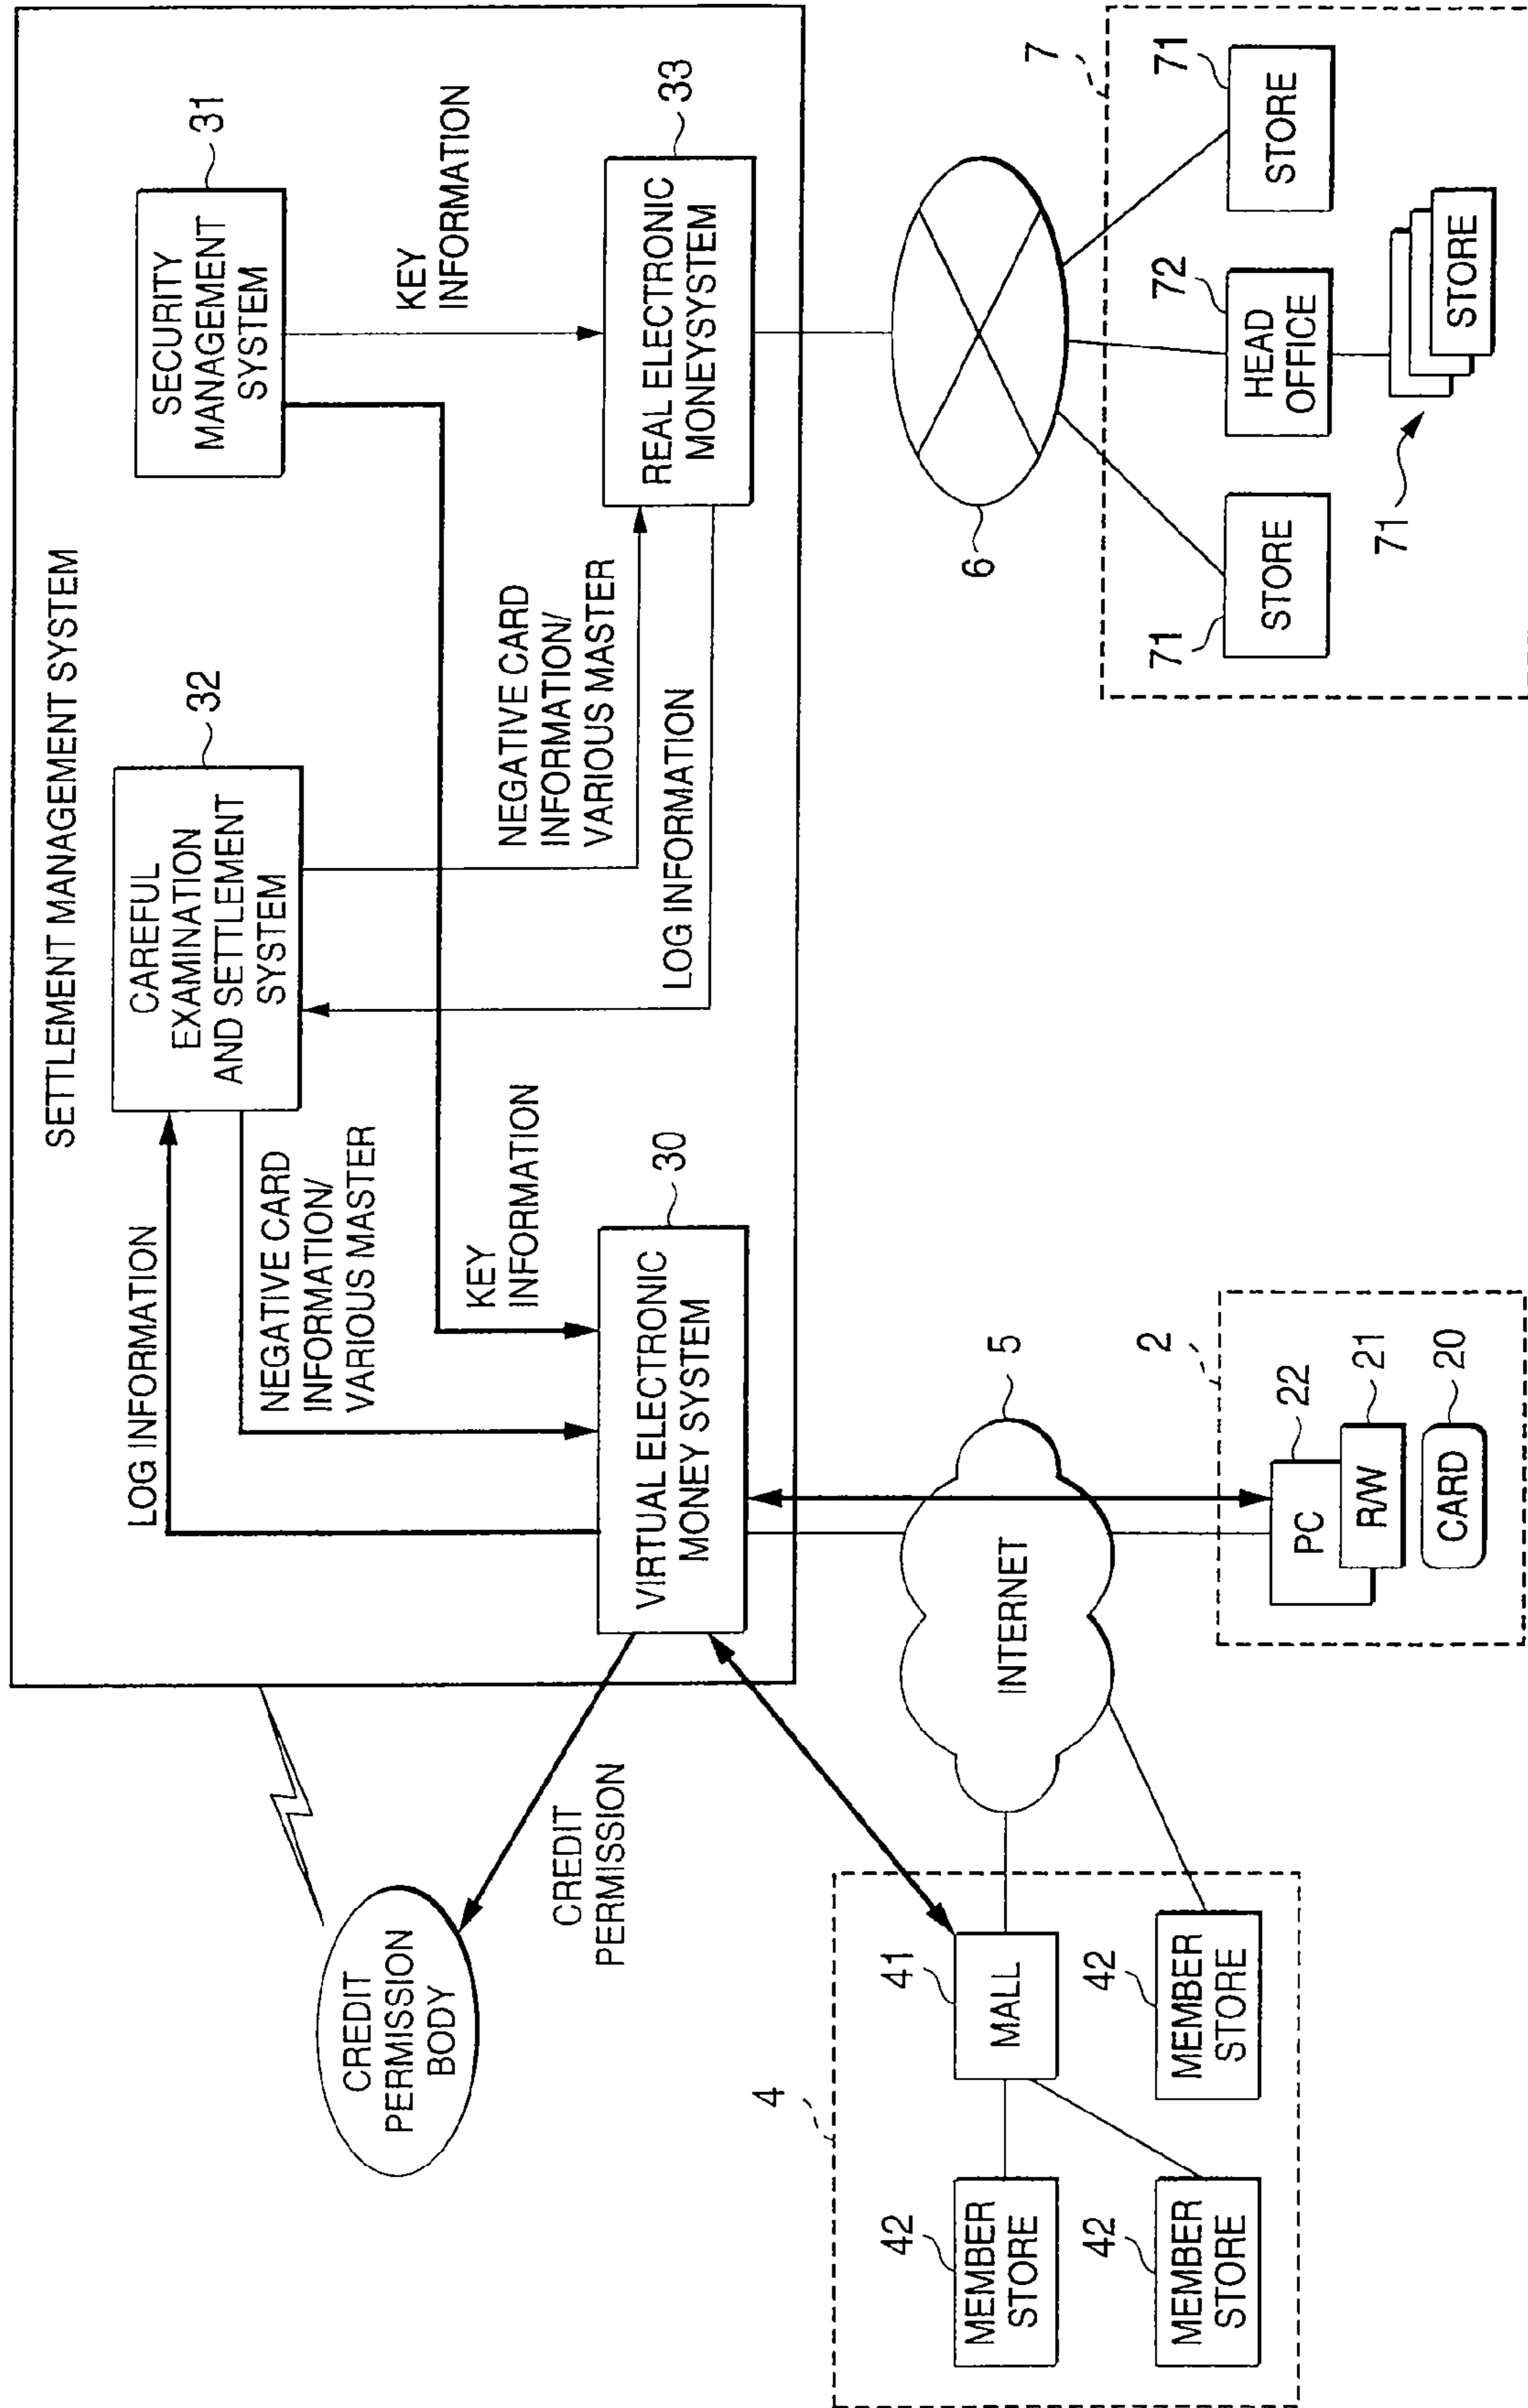 SETTLEMENT MANAGEMENT SYSTEM
LOG INFORMATION
NEGATIVE CARD
INFORMATION/
VARIOUS MASTER
CAREFUL
EXAMINATION
AND SETTLEMENT
SYSTEM
32
SECURITY
MANAGEMENT
SYSTEM
31
KEY
INFORMATION
KEY
INFORMATION
NEGATIVE CARD
INFORMATION/
VARIOUS MASTER
LOG INFORMATION
VIRTUAL ELECTRONIC
MONEY SYSTEM
30
REAL ELECTRONIC
MONEYSYSTEM
33
CREDIT
PERMISSION
BODY
CREDIT
PERMISSION
INTERNET
5
6
4
MALL
41
MEMBER
STORE
42
MEMBER
STORE
42
MEMBER
STORE
42
2
PC
22
R/W
21
CARD
20
7
STORE
71
HEAD
OFFICE
72
STORE
71
STORE
71